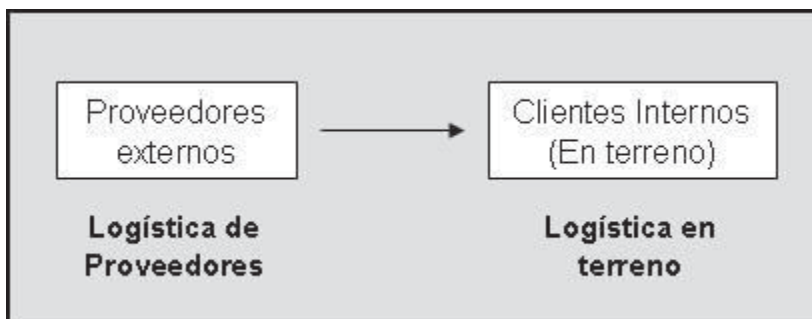 Proveedores
externos
Clientes Internos
(En terreno)
Logística de
Proveedores
Logística en
terreno